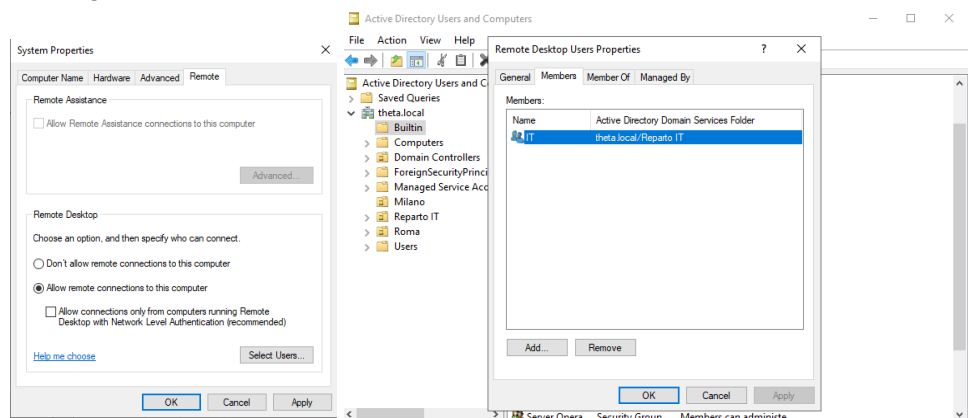 System Properties
Computer Name Hardware Advanced Remote
Remote Assistance
Allow Remote Assistance connections to this computer
Advanced...
Remote Desktop
Choose an option, and then specify who can connect.
Don't allow remote connections to this computer
Allow remote connections to this computer
Allow connections only from computers running Remote
Desktop with Network Level Authentication (recommended)
Help me choose
Select Users...
OK Cancel Apply
Active Directory Users and Computers
File Action View Help
Active Directory Users and C
Saved Queries
theta.local
Builtin
Computers
Domain Controllers
ForeignSecurityPrinci
Managed Service Acc
Milano
Reparto IT
Roma
Users
Remote Desktop Users Properties
General Members Member Of Managed By
Members:
Name Active Directory Domain Services Folder
IT theta.local/Reparto IT
Add... Remove
OK Cancel Apply
Server Opera Security Group Members can administe